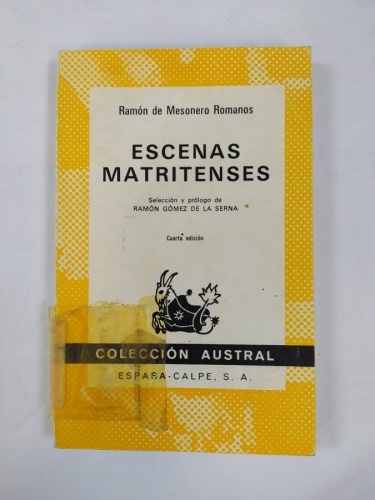 Ramón de Mesonero Romanos
ESCENAS
MATRITENSES
Selección y prólogo de
RAMÓN GÓMEZ DE LA SERNA
Cuarta edición
COLECCIÓN AUSTRAL
ESPASA-CALPE, S. A.